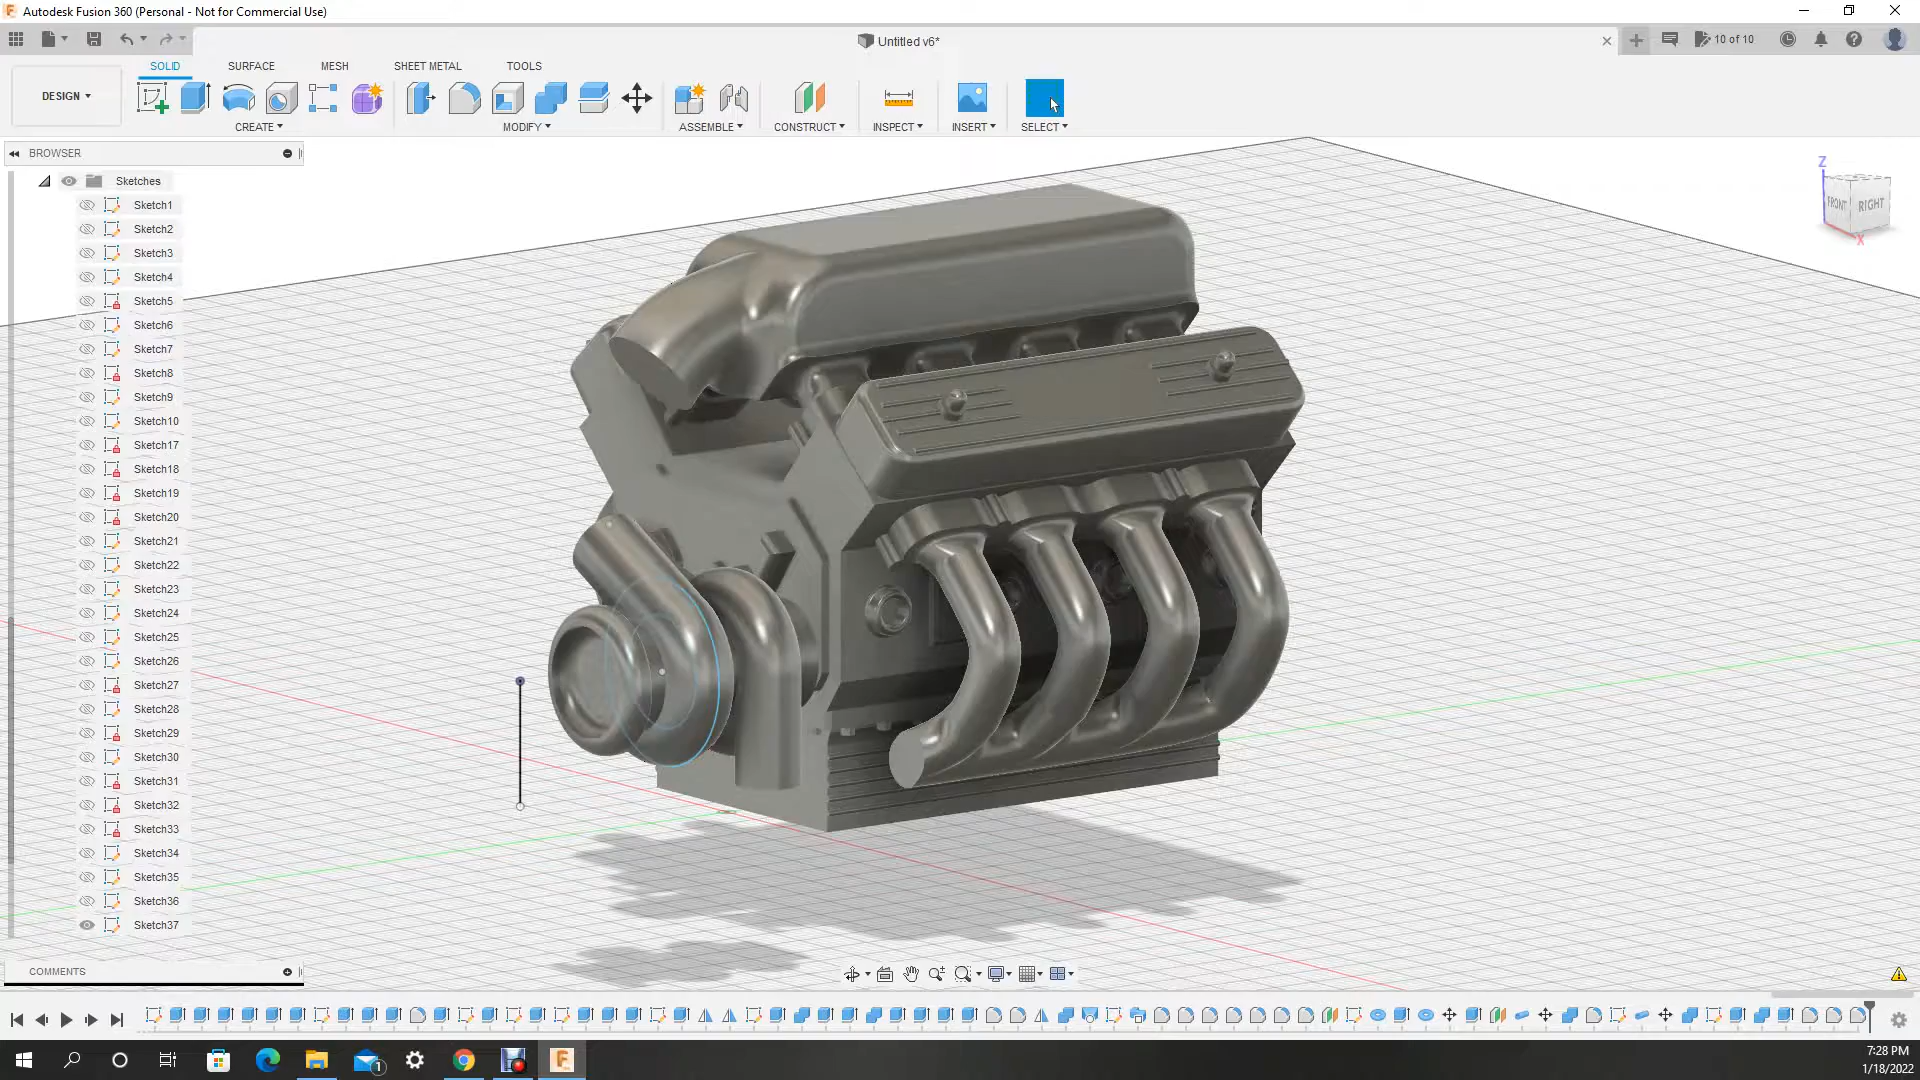 Autodesk Fusion 360 (Personal - Not for Commercial Use)
Untitled v6*
10 of 10
SOLID
SURFACE
MESH
SHEET METAL
TOOLS
DESIGN
CREATE
MODIFY
ASSEMBLE
CONSTRUCT
INSPECT
INSERT
SELECT
BROWSER
Sketches
Sketch1
Sketch2
Sketch3
Sketch4
Sketch5
Sketch6
Sketch7
Sketch8
Sketch9
Sketch10
Sketch17
Sketch18
Sketch19
Sketch20
Sketch21
Sketch22
Sketch23
Sketch24
Sketch25
Sketch26
Sketch27
Sketch28
Sketch29
Sketch30
Sketch31
Sketch32
Sketch33
Sketch34
Sketch35
Sketch36
Sketch37
Z
FRONT
RIGHT
X
COMMENTS
1
F
7:28 PM
1/18/2022